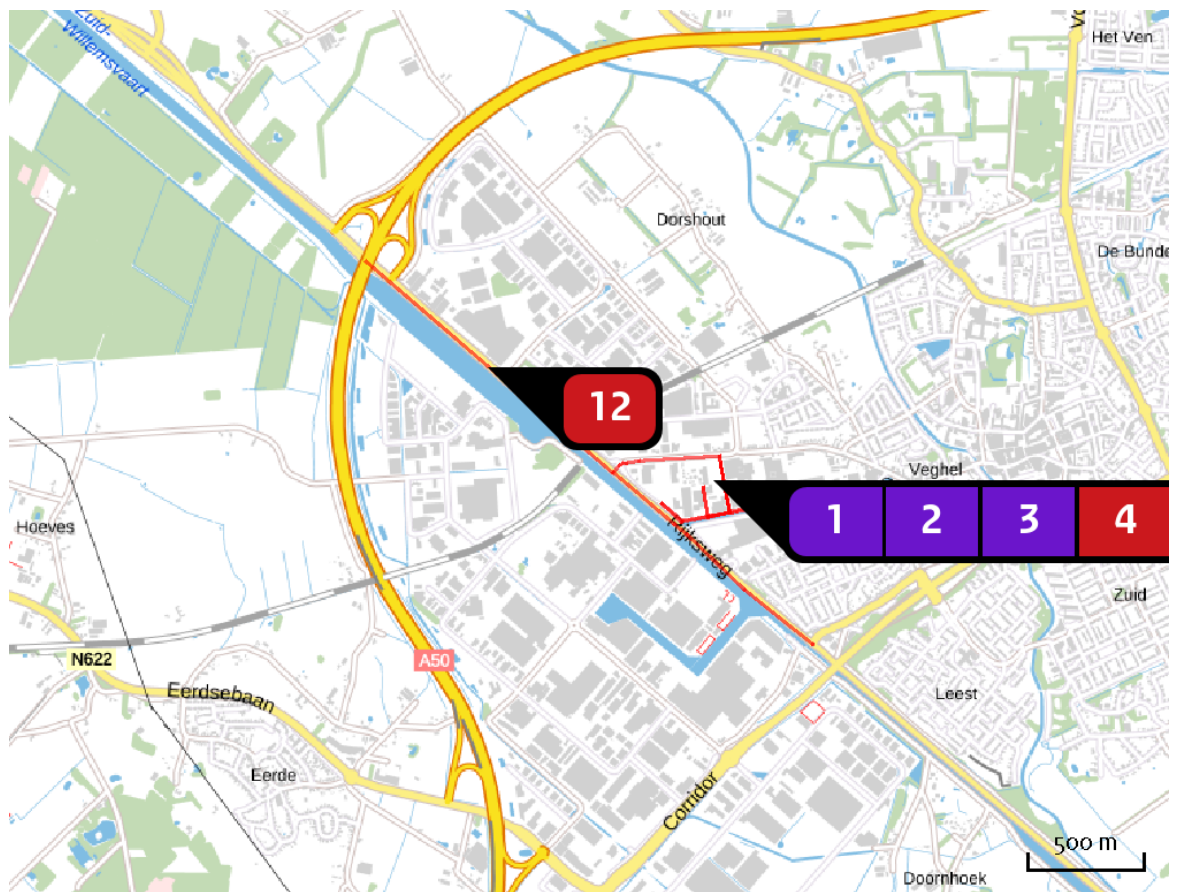 Zuid-
Willemsvaart
Het Ven
Dorshout
De Bunde
12
Veghel
1 2 3 4
Hoeves
Rijksweg
Zuid
N622
A50
Eerdsebaan
Leest
Eerde
Corridor
500 m
Doornhoek